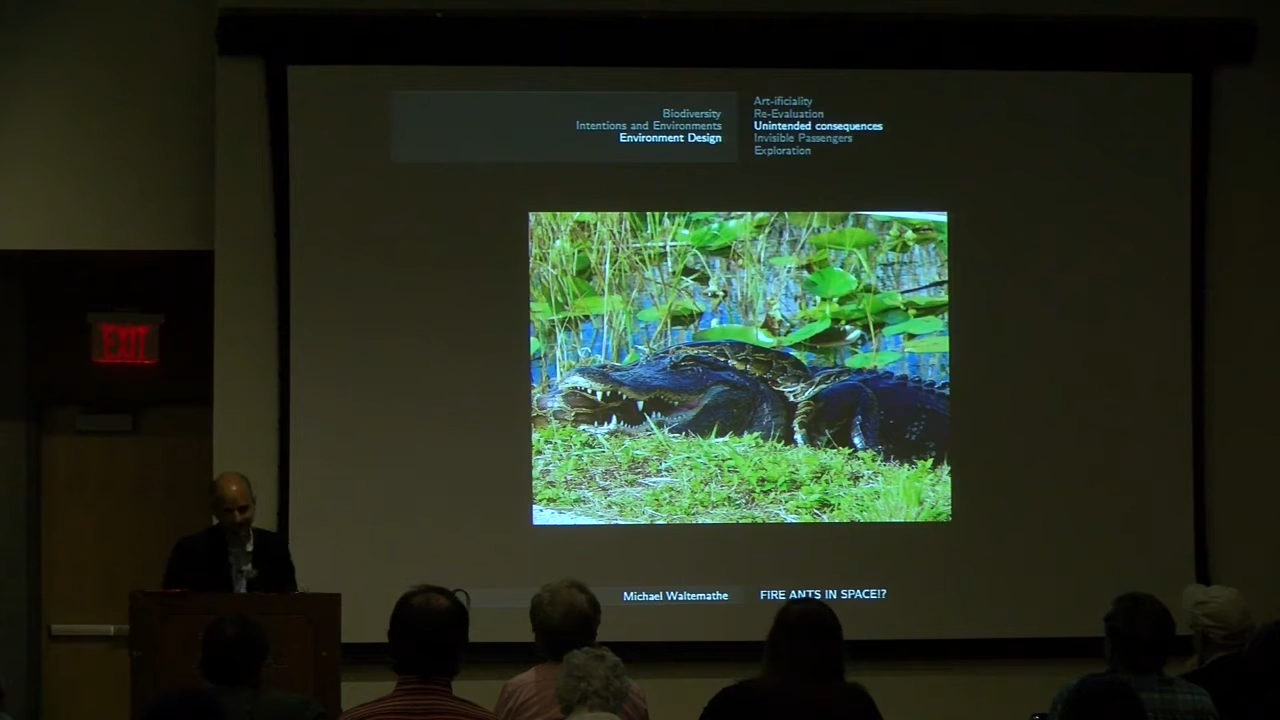 Biodiversity
Intentions and Environments
Environment Design
Art-ificiality
Re-Evaluation
Unintended consequences
Invisible Passengers
Exploration
EXIT
Michael Waltemathe
FIRE ANTS IN SPACE!?